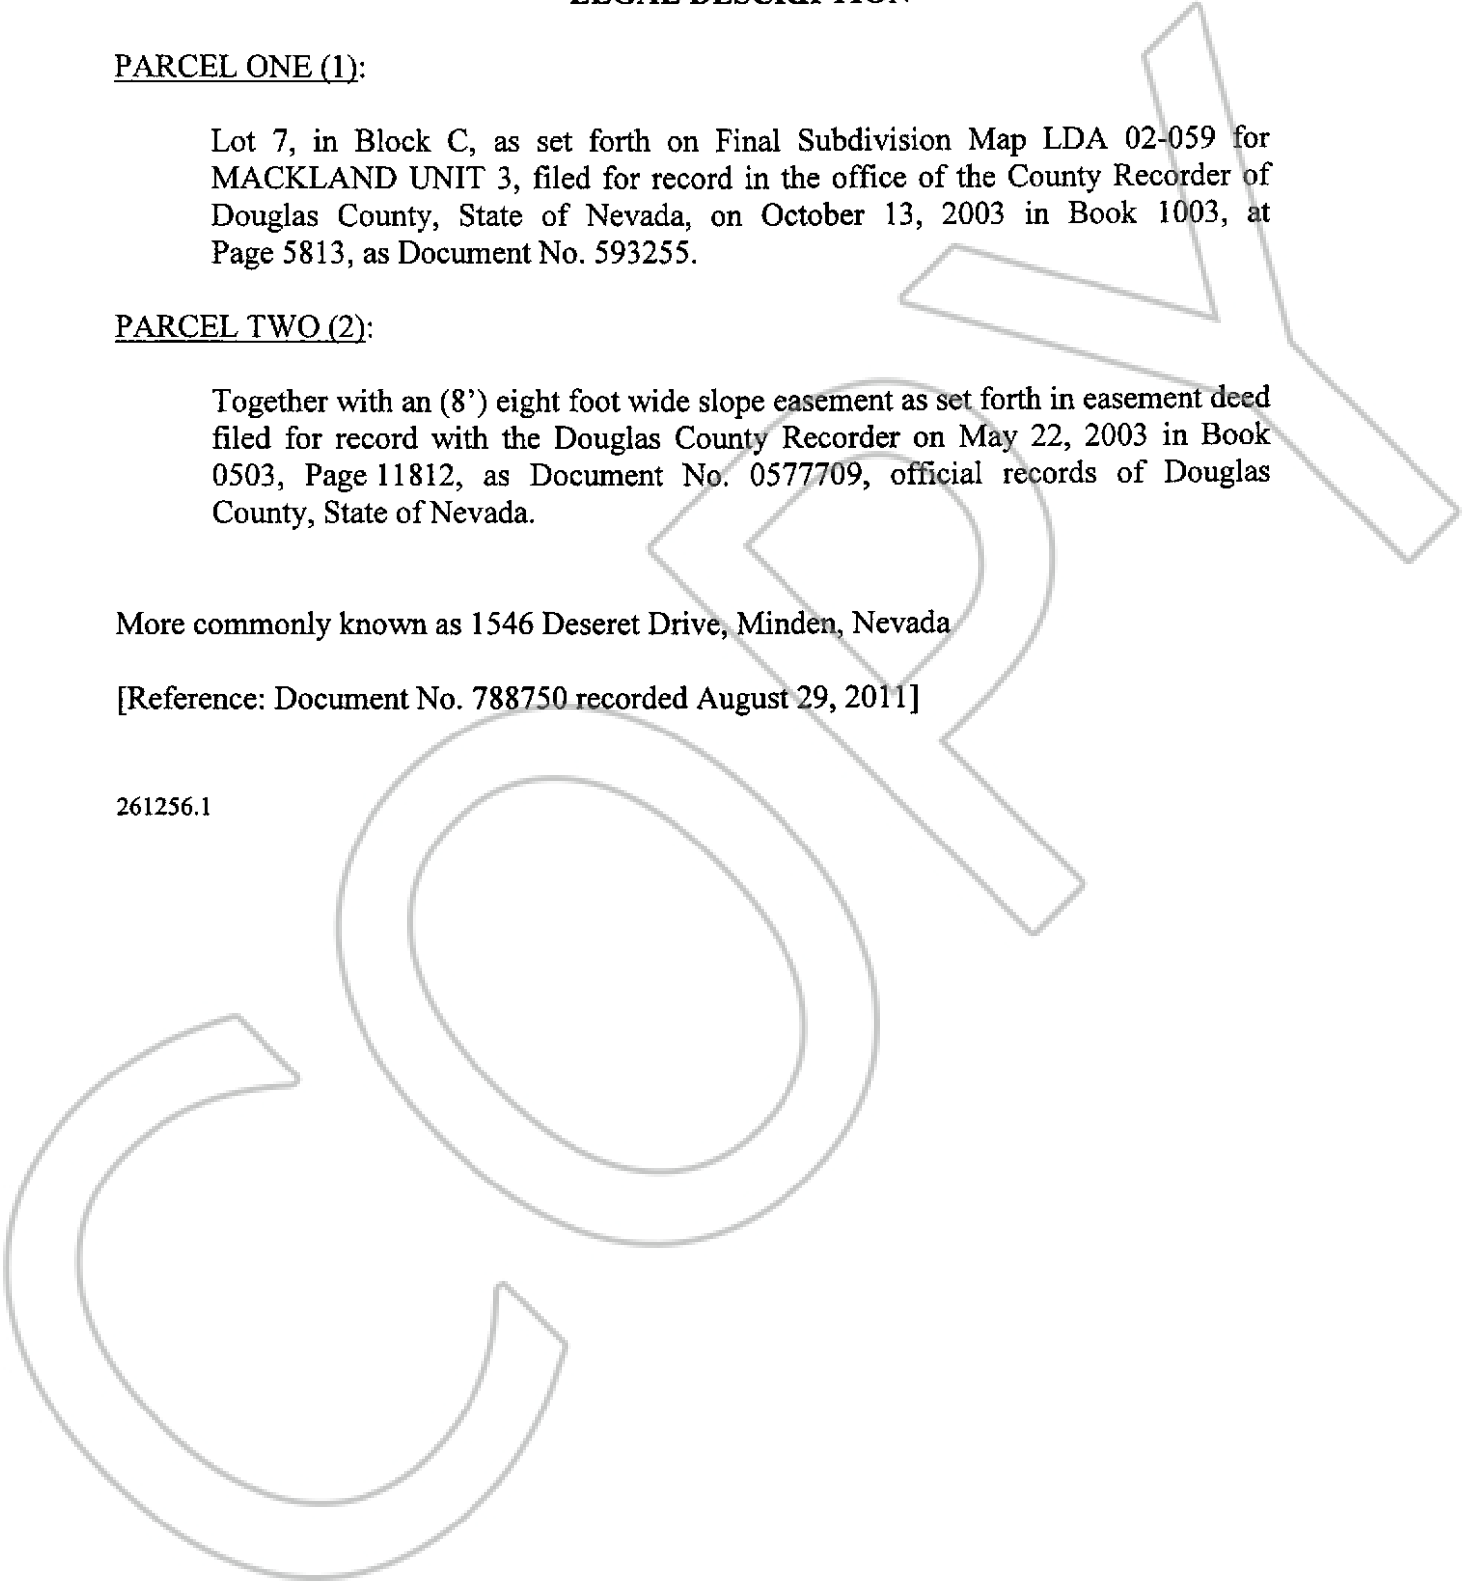 LEGAL DESCRIPTION
PARCEL ONE (1):
Lot 7, in Block C, as set forth on Final Subdivision Map LDA 02-059 for
MACKLAND UNIT 3, filed for record in the office of the County Recorder of
Douglas County, State of Nevada, on October 13, 2003 in Book 1003, at
Page 5813, as Document No. 593255.
PARCEL TWO (2):
Together with an (8’) eight foot wide slope easement as set forth in easement deed
filed for record with the Douglas County Recorder on May 22, 2003 in Book
0503, Page 11812, as Document No. 0577709, official records of Douglas
County, State of Nevada.
More commonly known as 1546 Deseret Drive, Minden, Nevada
[Reference: Document No. 788750 recorded August 29, 2011]
261256.1
COPY